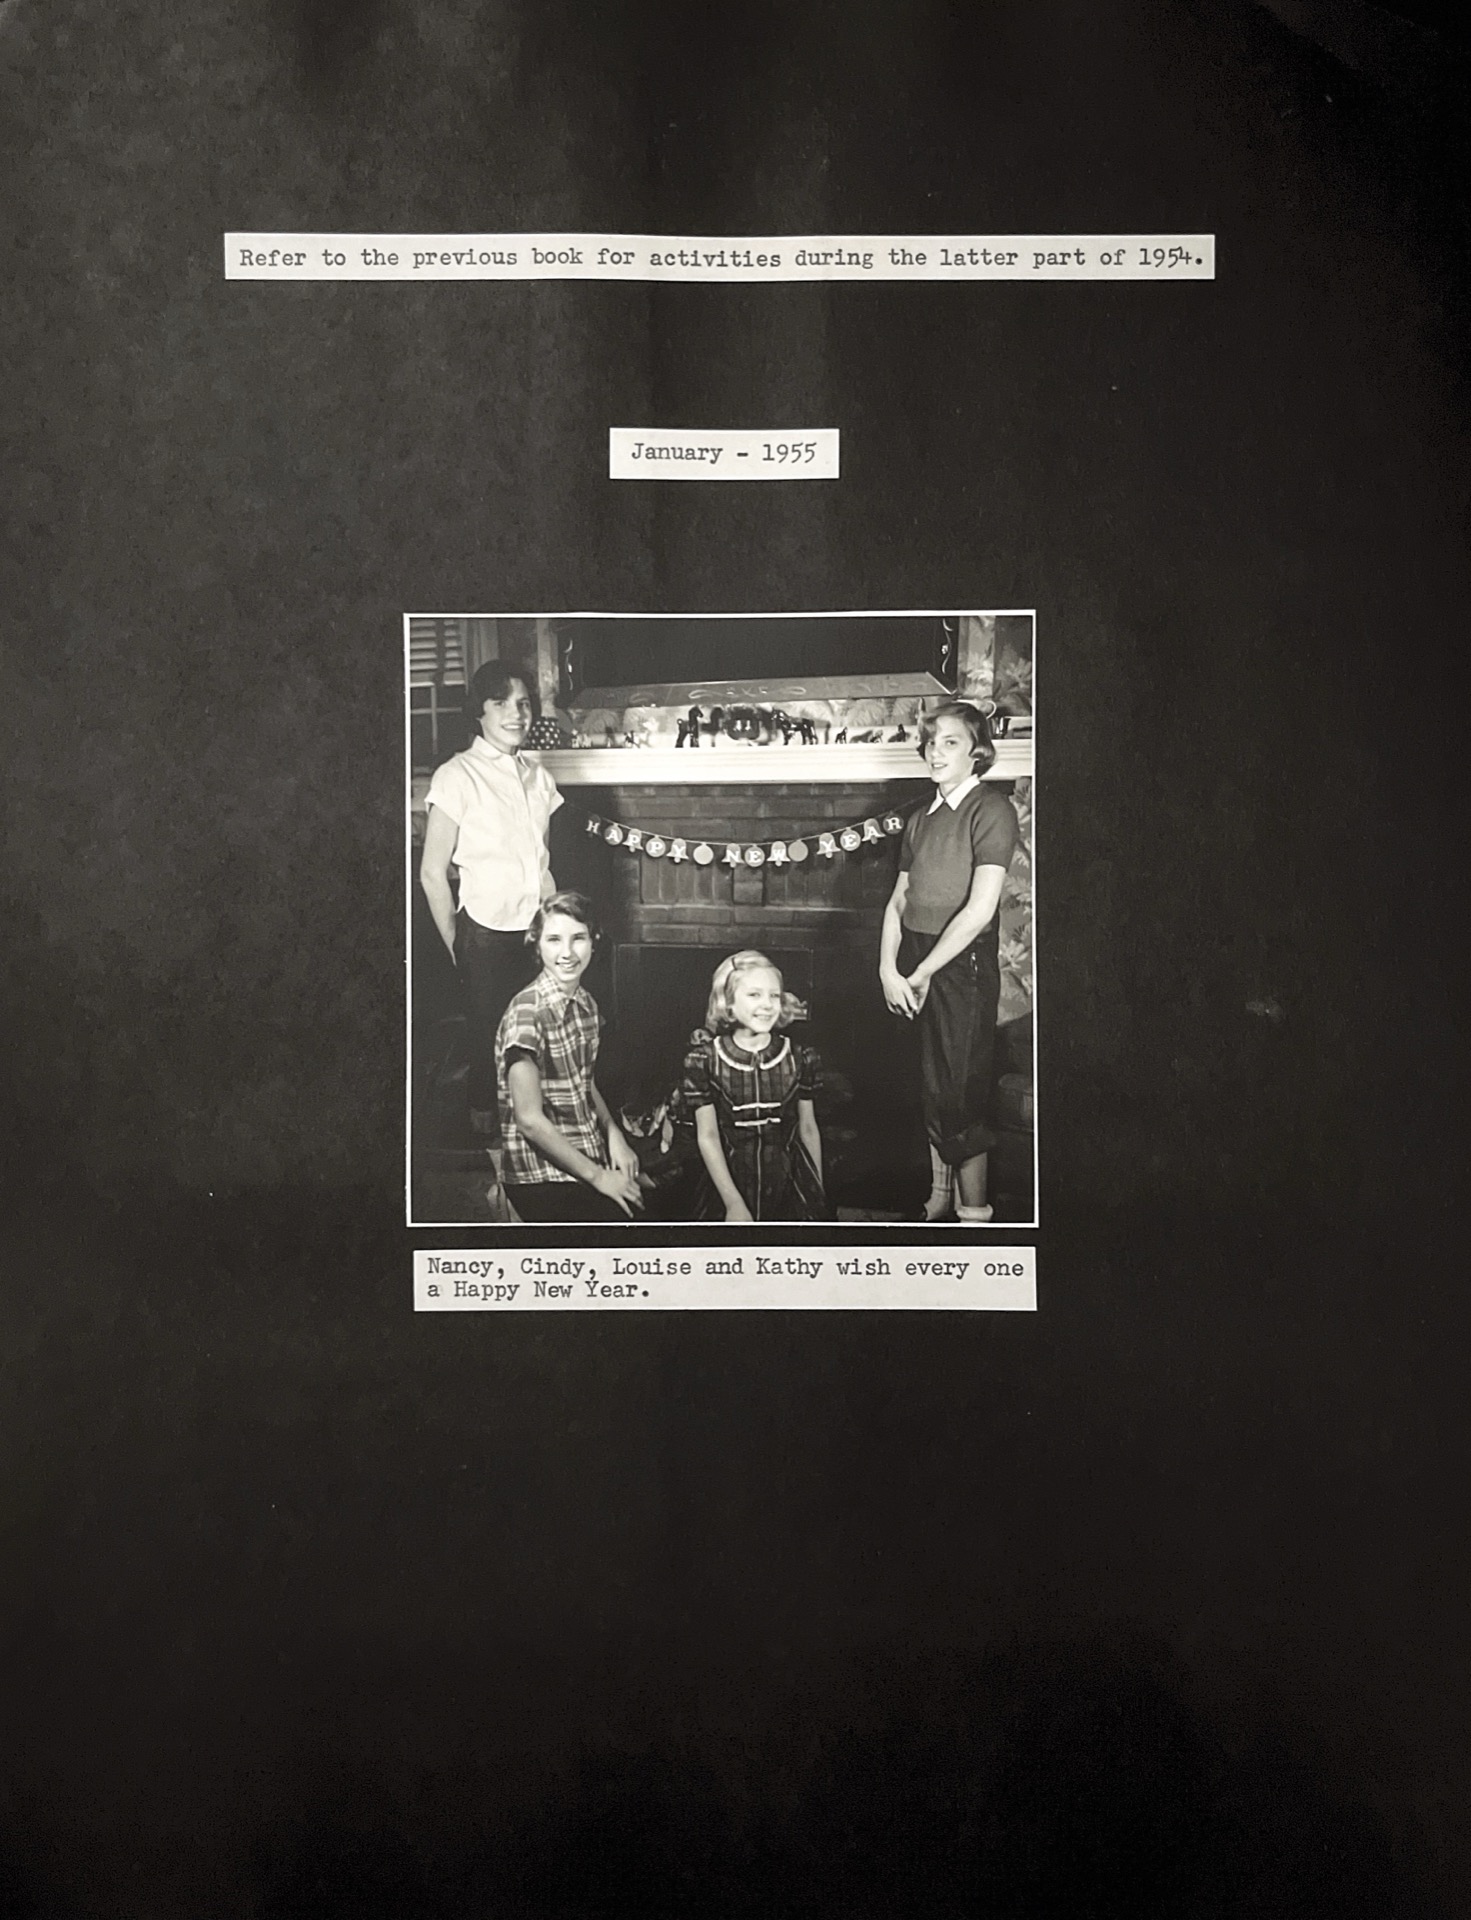 Refer to the previous book for activities during the latter part of 1954.
January - 1955
HAPPY NEW YEAR
Nancy, Cindy, Louise and Kathy wish every one
a Happy New Year.